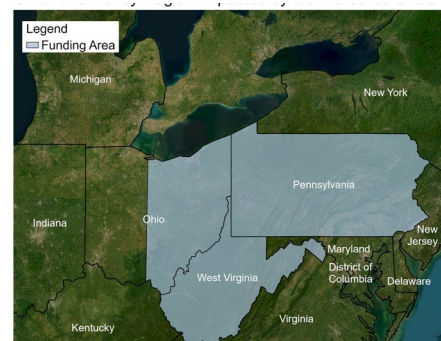 Legend
Funding Area
Michigan
New York
Pennsylvania
Indiana
Ohio
New
Jersey
Maryland
District of
Columbia
Delaware
West Virginia
Virginia
Kentucky